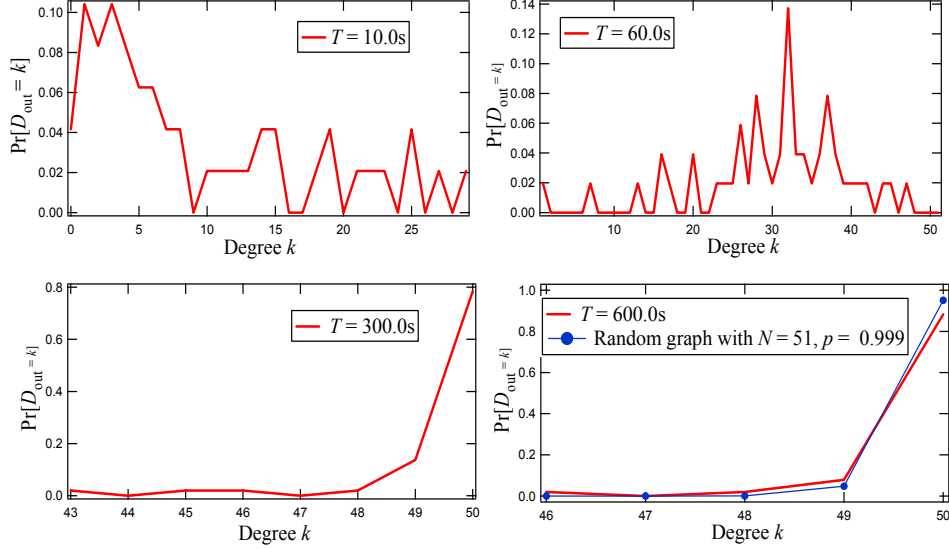 0.10
0.08
0.06
0.04
0.02
0.00
Pr[D_out = k]
T = 10.0s
0 5 10 15 20 25
Degree k
0.14
0.12
0.10
0.08
0.06
0.04
0.02
0.00
Pr[D_out = k]
T = 60.0s
10 20 30 40 50
Degree k
0.8
0.6
0.4
0.2
0.0
Pr[D_out = k]
T = 300.0s
43 44 45 46 47 48 49 50
Degree k
1.0
0.8
0.6
0.4
0.2
0.0
Pr[D_out = k]
T = 600.0s
Random graph with N = 51, p = 0.999
46 47 48 49 50
Degree k